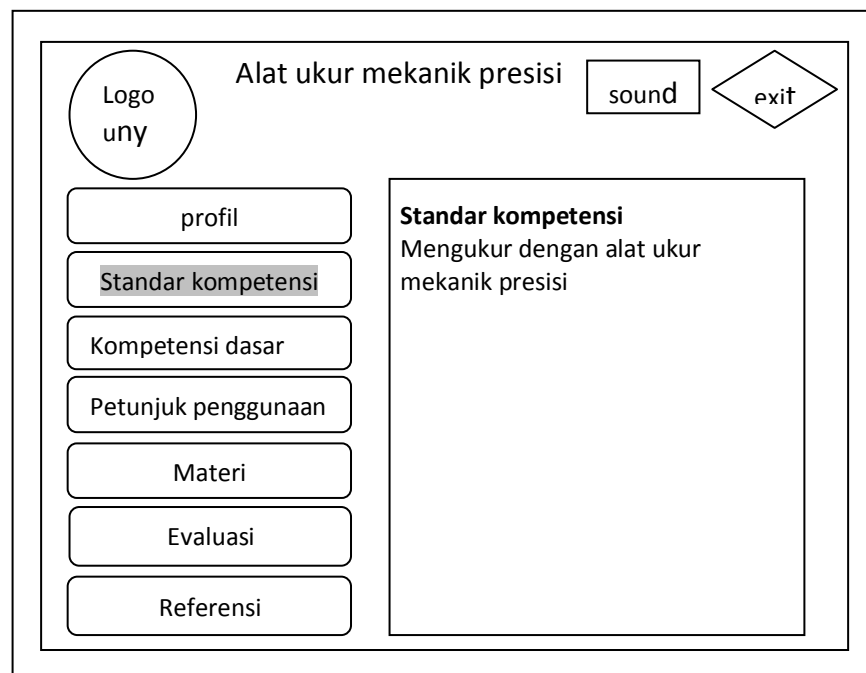 Alat ukur mekanik presisi
Logo
uny
sound
exit
profil
Standar kompetensi
Kompetensi dasar
Petunjuk penggunaan
Materi
Evaluasi
Referensi
Standar kompetensi
Mengukur dengan alat ukur
mekanik presisi